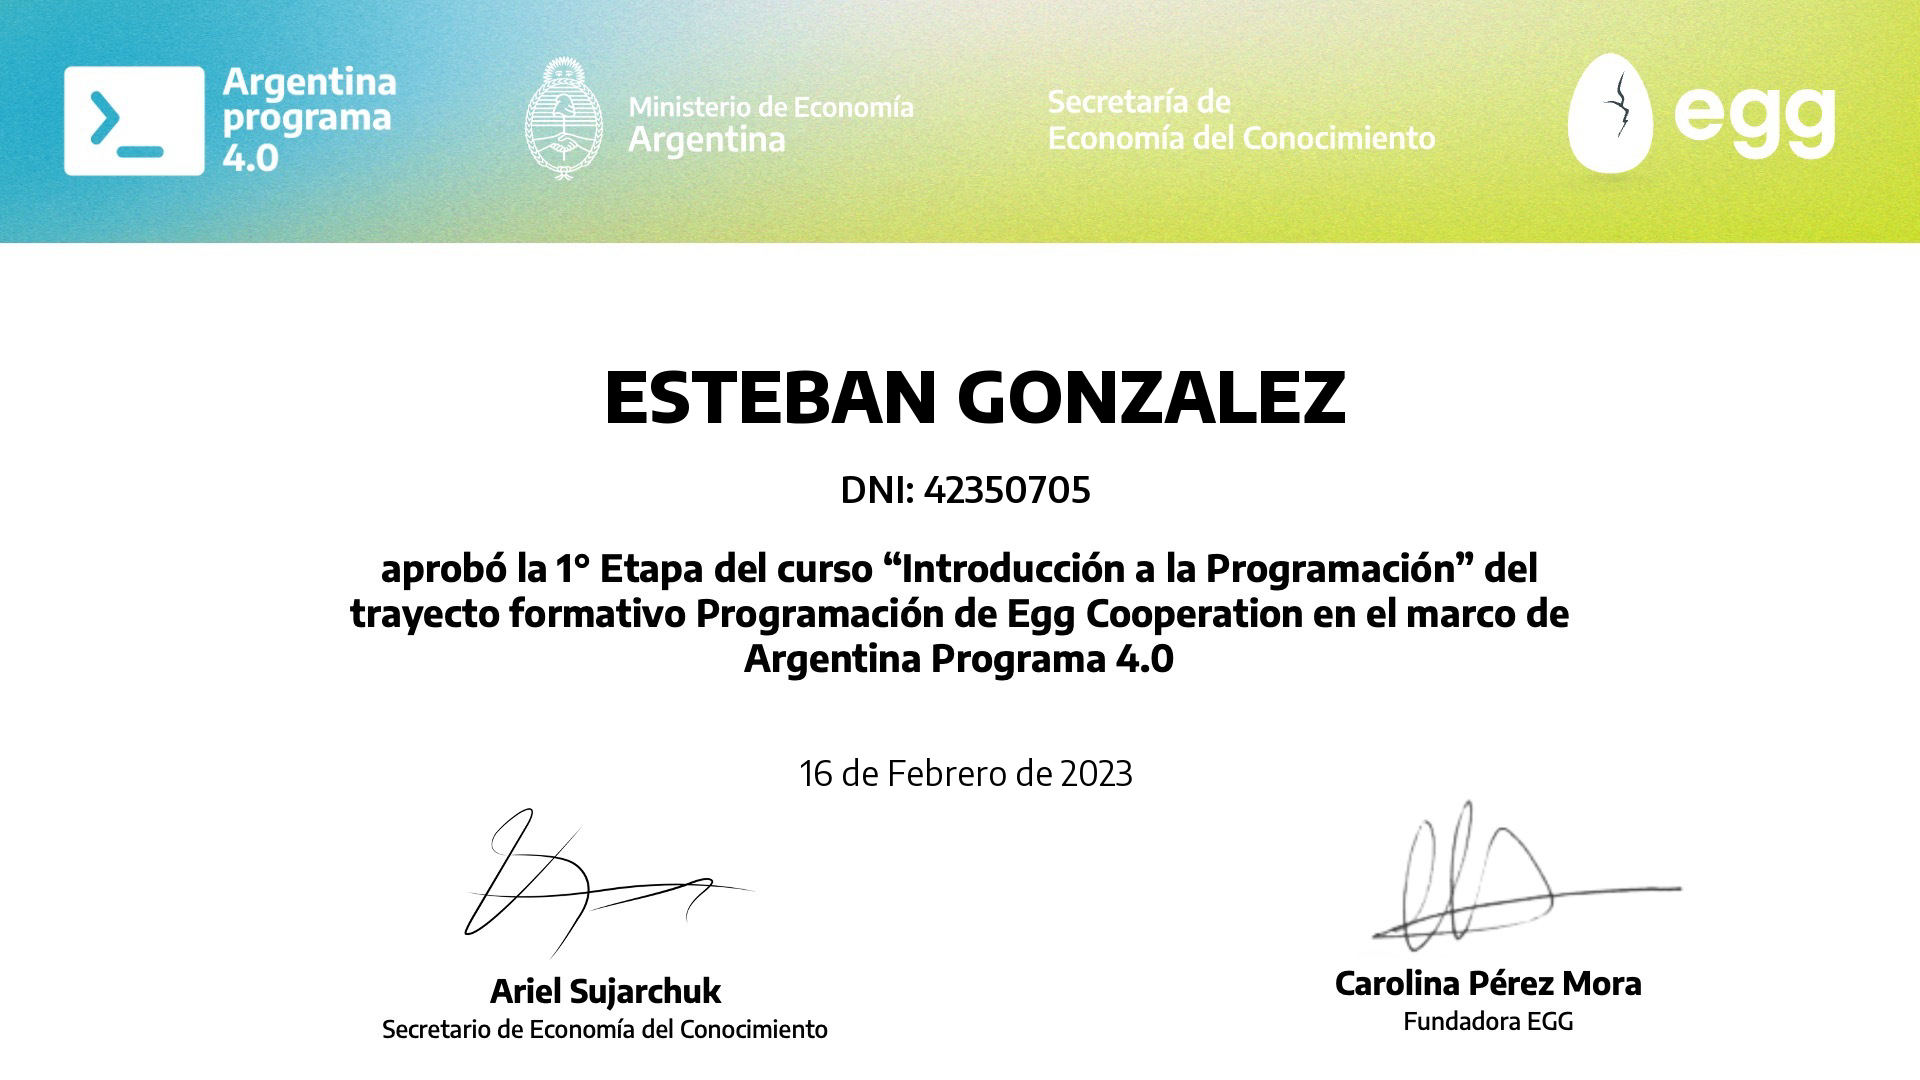 Argentina
programa
4.0
Ministerio de Economía
Argentina
Secretaría de
Economía del Conocimiento
egg
ESTEBAN GONZALEZ
DNI: 42350705
aprobó la 1° Etapa del curso “Introducción a la Programación” del
trayecto formativo Programación de Egg Cooperation en el marco de
Argentina Programa 4.0
16 de Febrero de 2023
Ariel Sujarchuk
Secretario de Economía del Conocimiento
Carolina Pérez Mora
Fundadora EGG